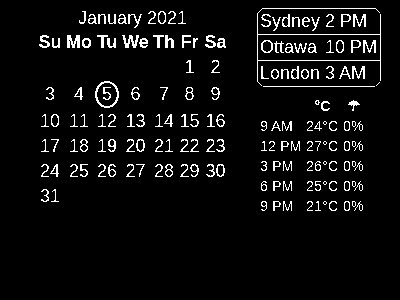 January 2021
Su Mo Tu We Th Fr Sa
1 2
3 4 5 6 7 8 9
10 11 12 13 14 15 16
17 18 19 20 21 22 23
24 25 26 27 28 29 30
31
Sydney 2 PM
Ottawa 10 PM
London 3 AM
°C ☂
9 AM 24°C 0%
12 PM 27°C 0%
3 PM 26°C 0%
6 PM 25°C 0%
9 PM 21°C 0%